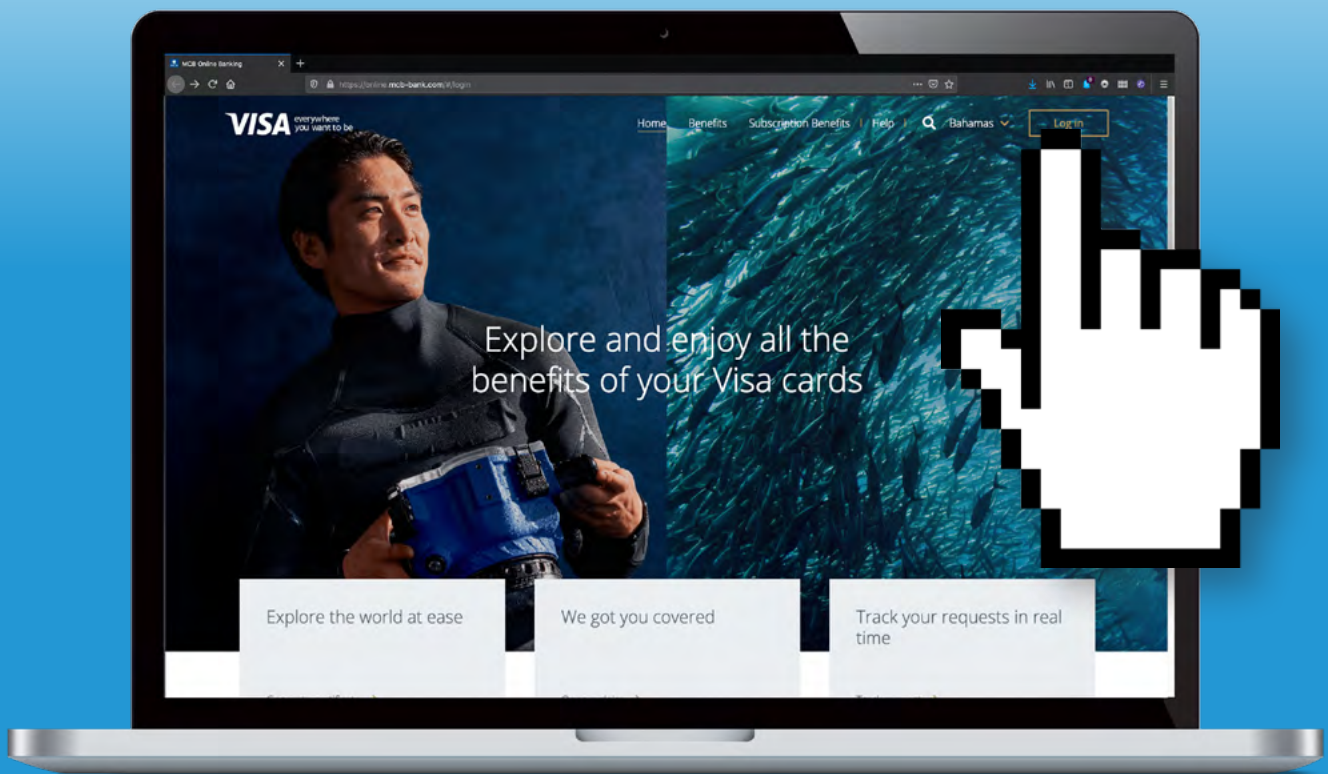 MCB Online Banking
https://online.mcb-bank.com/#/login
VISA everywhere
you want to be
Home Benefits Subscription Benefits Help Bahamas Log in
Explore and enjoy all the
benefits of your Visa cards
Explore the world at ease
We got you covered
Track your requests in real
time